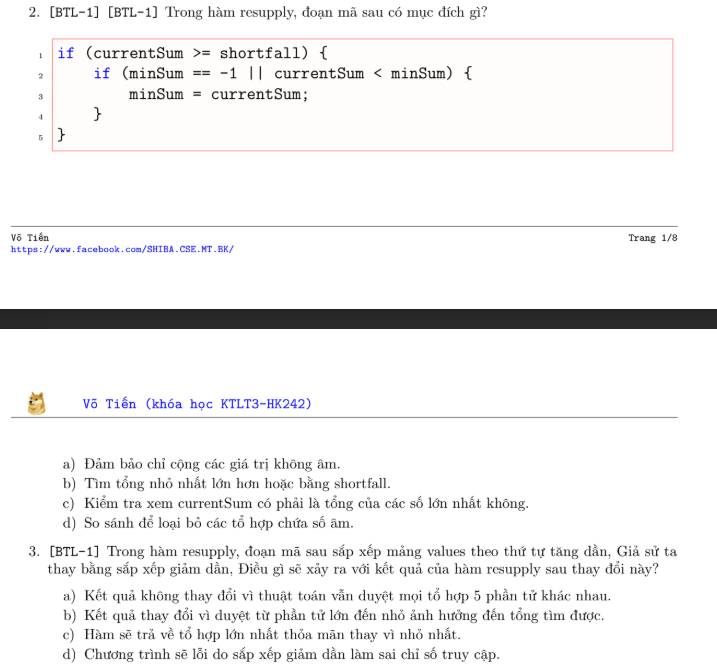 2. [BTL-1] [BTL-1] Trong hàm resupply, đoạn mã sau có mục đích gì?
1 if (currentSum >= shortfall) {
2 if (minSum == -1 || currentSum < minSum) {
3 minSum = currentSum;
4 }
5 }
Võ Tiến
Trang 1/8
https://www.facebook.com/SHIBA.CSE.MT.BK/
Võ Tiến (khóa học KTLT3-HK242)
a) Đảm bảo chỉ cộng các giá trị không âm.
b) Tìm tổng nhỏ nhất lớn hơn hoặc bằng shortfall.
c) Kiểm tra xem currentSum có phải là tổng của các số lớn nhất không.
d) So sánh để loại bỏ các tổ hợp chứa số âm.
3. [BTL-1] Trong hàm resupply, đoạn mã sau sắp xếp mảng values theo thứ tự tăng dần, Giả sử ta
thay bằng sắp xếp giảm dần, Điều gì sẽ xảy ra với kết quả của hàm resupply sau thay đổi này?
a) Kết quả không thay đổi vì thuật toán vẫn duyệt mọi tổ hợp 5 phần tử khác nhau.
b) Kết quả thay đổi vì duyệt từ phần tử lớn đến nhỏ ảnh hưởng đến tổng tìm được.
c) Hàm sẽ trả về tổ hợp lớn nhất thỏa mãn thay vì nhỏ nhất.
d) Chương trình sẽ lỗi do sắp xếp giảm dần làm sai chỉ số truy cập.